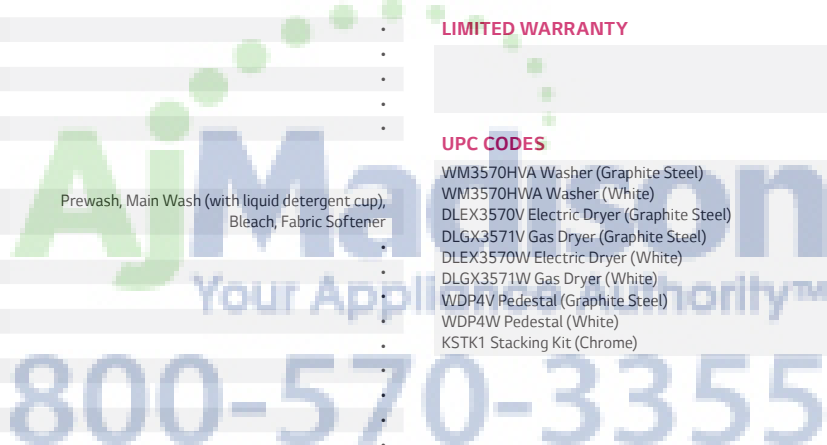 •
•
•
•
•
Prewash, Main Wash (with liquid detergent cup),
Bleach, Fabric Softener
•
•
•
•
•
•
•
•
•
LIMITED WARRANTY
UPC CODES
WM3570HVA Washer (Graphite Steel)
WM3570HWA Washer (White)
DLEX3570V Electric Dryer (Graphite Steel)
DLGX3571V Gas Dryer (Graphite Steel)
DLEX3570W Electric Dryer (White)
DLGX3571W Gas Dryer (White)
WDP4V Pedestal (Graphite Steel)
WDP4W Pedestal (White)
KSTK1 Stacking Kit (Chrome)
AjMadison
Your Appliance Authority™
800-570-3355